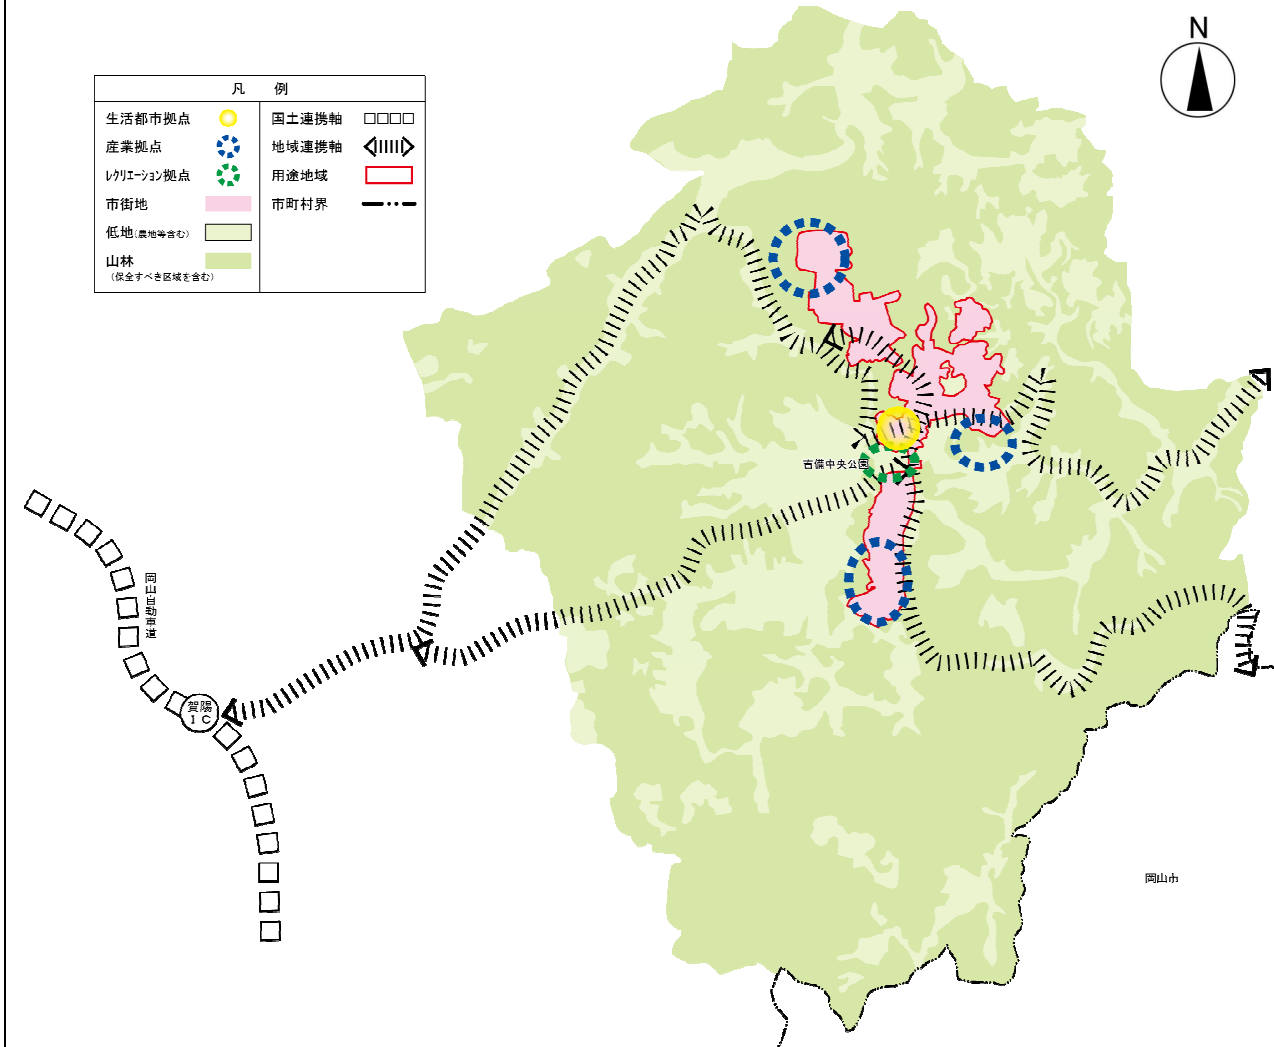 N
凡 例
生活都市拠点
国土連携軸
産業拠点
地域連携軸
ﾚｸﾘｴｰｼｮﾝ拠点
用途地域
市街地
市町村界
低地(農地等含む)
山林
(保全すべき区域を含む)
吉備中央公園
岡山自動車道
賀陽
ＩＣ
岡山市